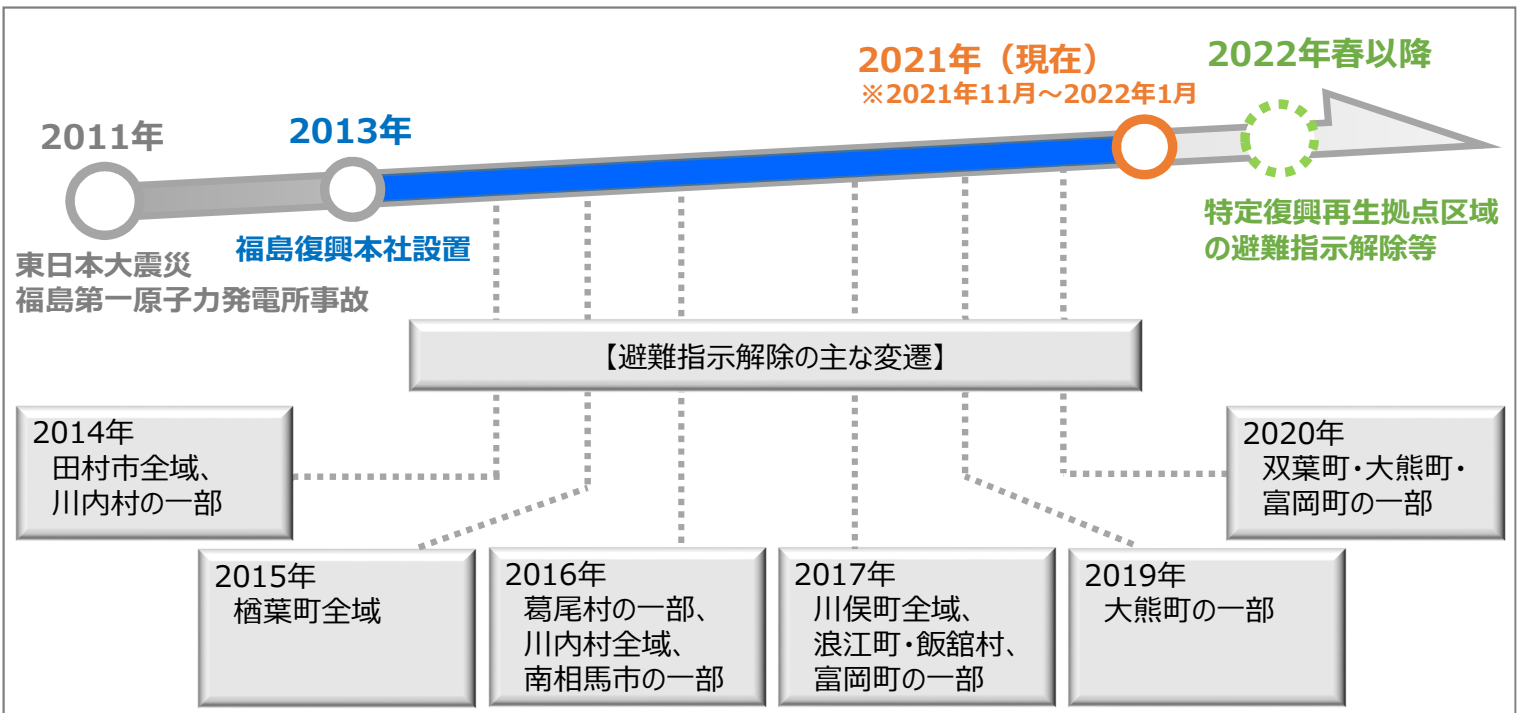 2011年
2013年
2021年（現在）
※2021年11月～2022年1月
2022年春以降
東日本大震災
福島第一原子力発電所事故
福島復興本社設置
特定復興再生拠点区域
の避難指示解除等
【避難指示解除の主な変遷】
2014年
田村市全域、
川内村の一部
2015年
楢葉町全域
2016年
葛尾村の一部、
川内村全域、
南相馬市の一部
2017年
川俣町全域、
浪江町・飯舘村、
富岡町の一部
2019年
大熊町の一部
2020年
双葉町・大熊町・
富岡町の一部